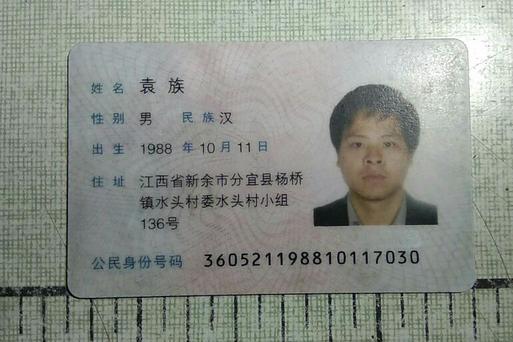 姓名 袁族
性别 男 民族 汉
出生 1988 年 10 月 11 日
住址 江西省新余市分宜县杨桥
镇水头村委水头村小组
136号
公民身份号码 360521198810117030